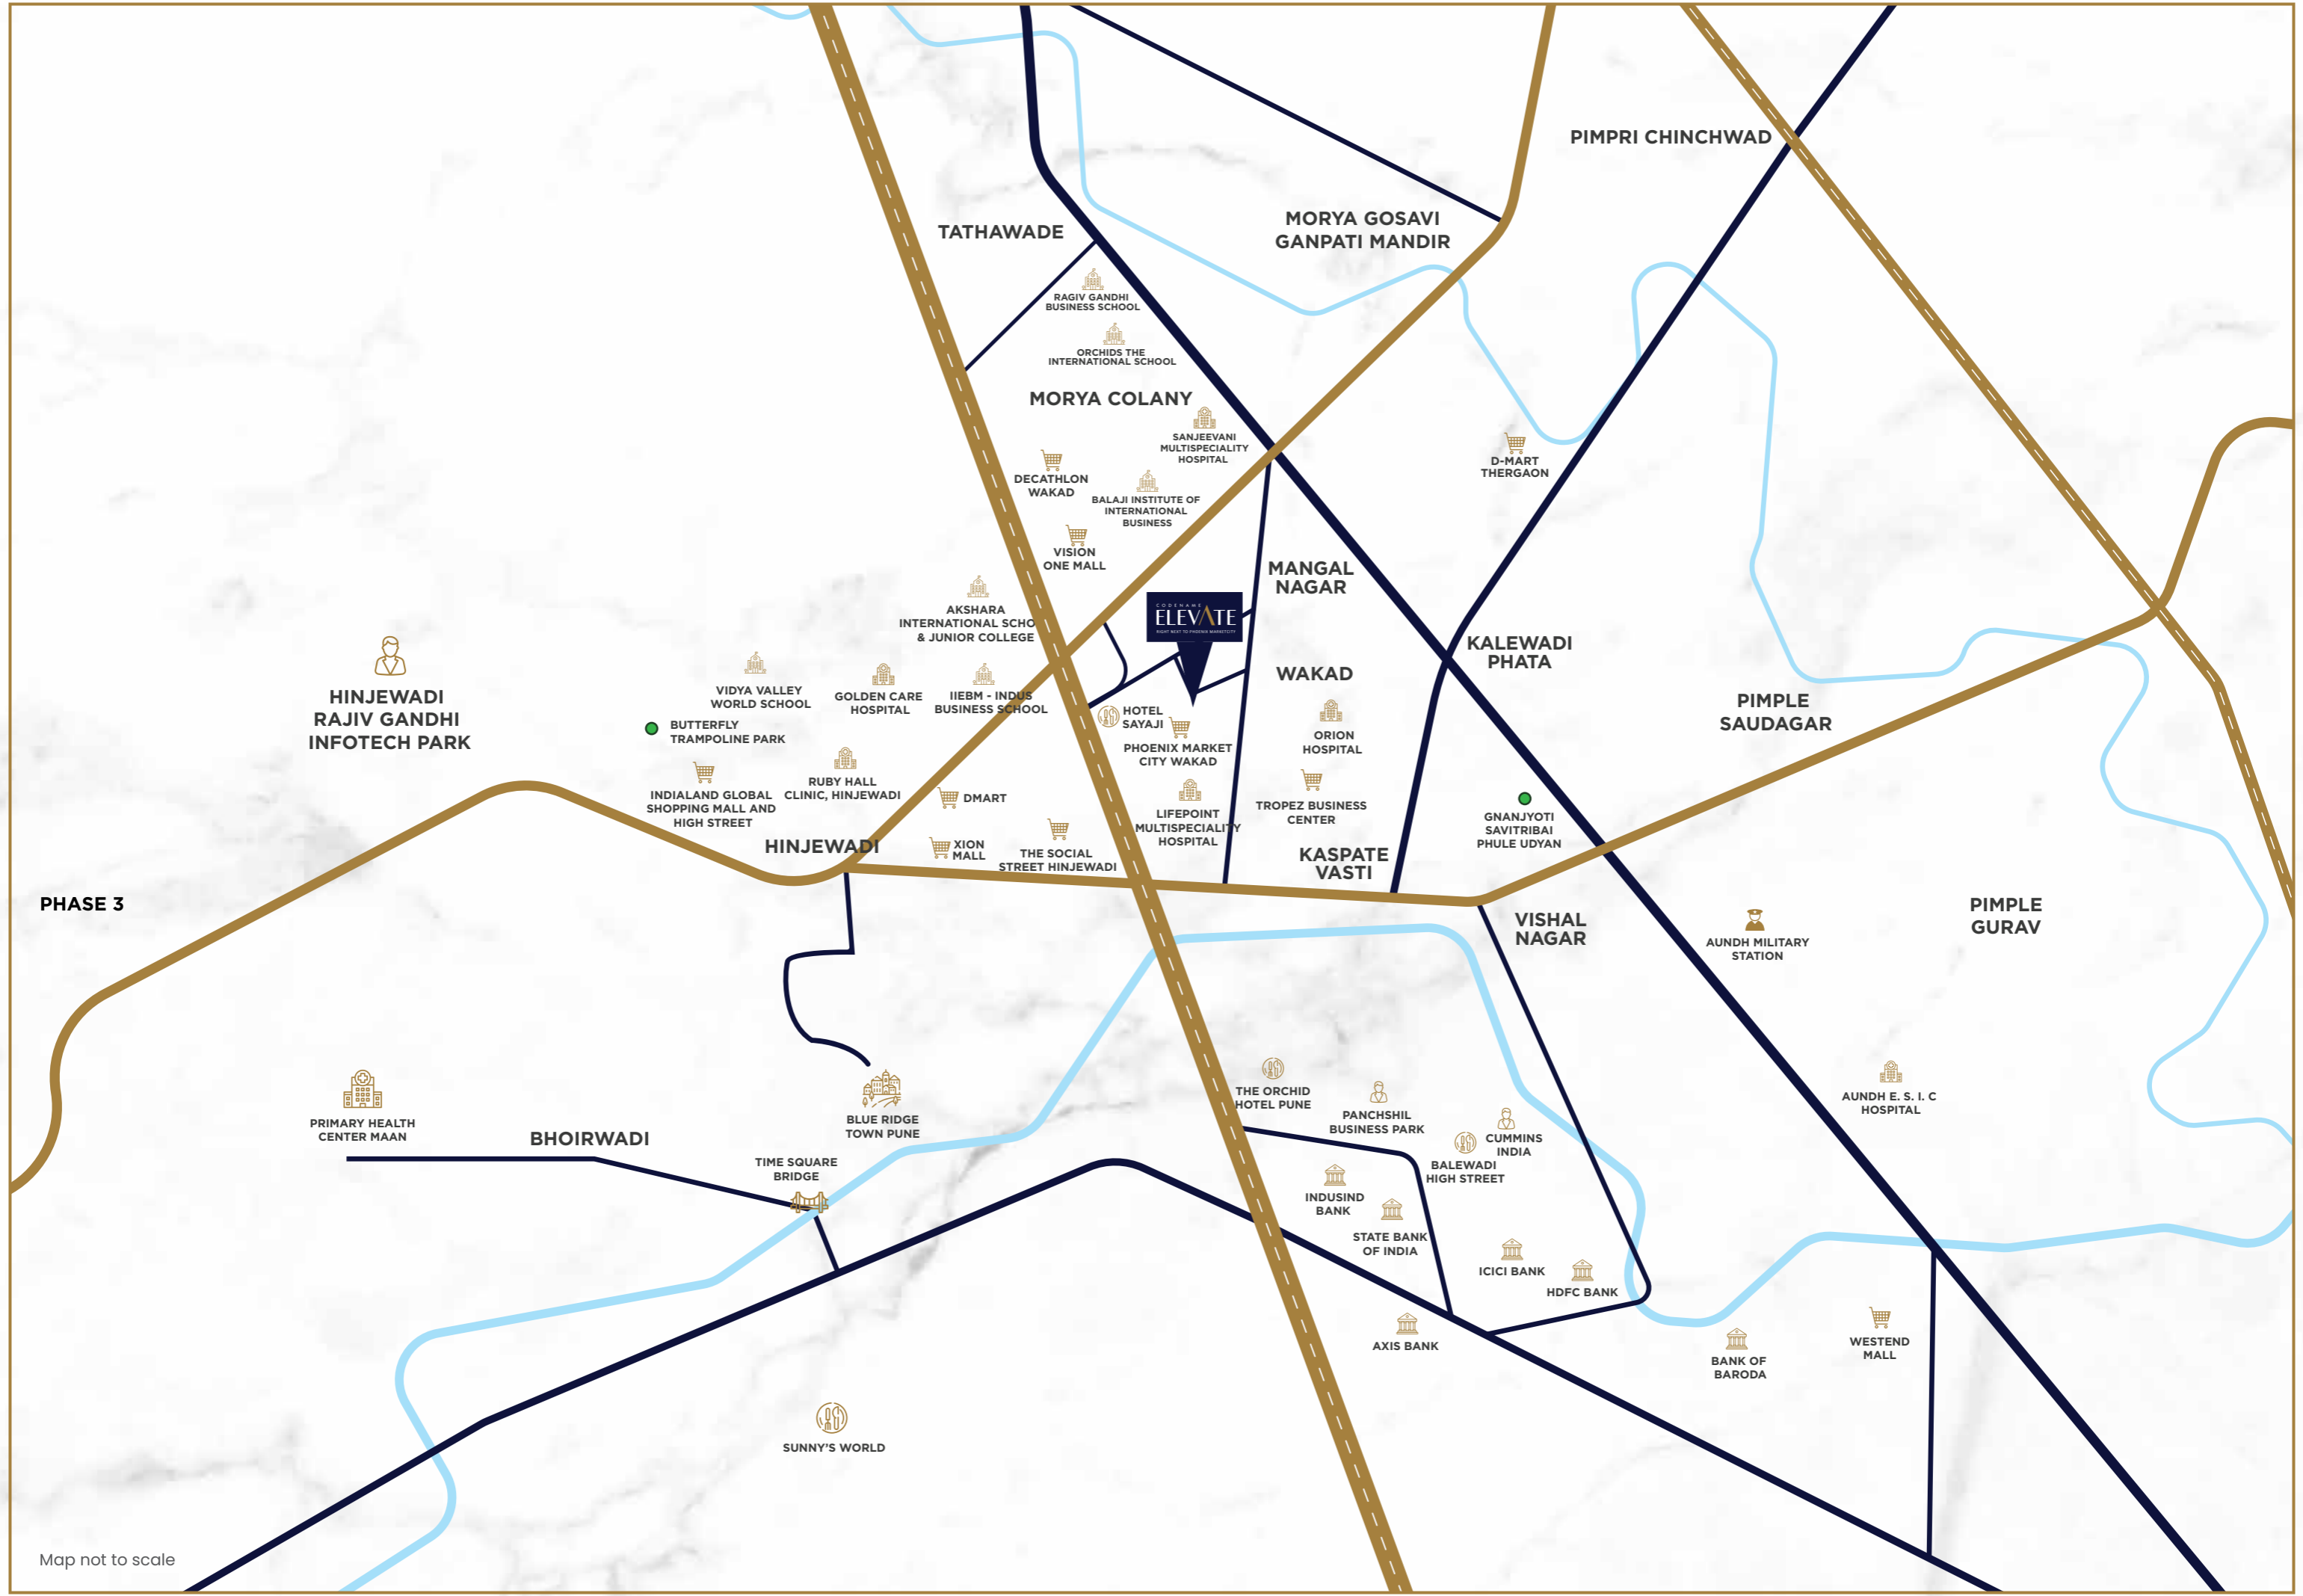 PIMPRI CHINCHWAD
MORYA GOSAVI
GANPATI MANDIR
TATHAWADE
RAGIV GANDHI
BUSINESS SCHOOL
ORCHIDS THE
INTERNATIONAL SCHOOL
MORYA COLANY
SANJEEVANI
MULTISPECIALITY
HOSPITAL
D-MART
THERGAON
DECATHLON
WAKAD
BALAJI INSTITUTE OF
INTERNATIONAL
BUSINESS
VISION
ONE MALL
MANGAL
NAGAR
AKSHARA
INTERNATIONAL SCHO
& JUNIOR COLLEGE
CODENAME
ELEVATE
RIGHT NEXT TO PHOENIX MARKETCITY
KALEWADI
PHATA
WAKAD
HINJEWADI
RAJIV GANDHI
INFOTECH PARK
VIDYA VALLEY
WORLD SCHOOL
GOLDEN CARE
HOSPITAL
IIEBM - INDUS
BUSINESS SCHOOL
BUTTERFLY
TRAMPOLINE PARK
HOTEL
SAYAJI
PHOENIX MARKET
CITY WAKAD
ORION
HOSPITAL
PIMPLE
SAUDAGAR
INDIALAND GLOBAL
SHOPPING MALL AND
HIGH STREET
RUBY HALL
CLINIC, HINJEWADI
DMART
LIFEPOINT
MULTISPECIALITY
HOSPITAL
TROPEZ BUSINESS
CENTER
GNANJYOTI
SAVITRIBAI
PHULE UDYAN
HINJEWADI
XION
MALL
THE SOCIAL
STREET HINJEWADI
KASPATE
VASTI
PHASE 3
VISHAL
NAGAR
AUNDH MILITARY
STATION
PIMPLE
GURAV
PRIMARY HEALTH
CENTER MAAN
BHOIRWADI
BLUE RIDGE
TOWN PUNE
TIME SQUARE
BRIDGE
THE ORCHID
HOTEL PUNE
PANCHSHIL
BUSINESS PARK
CUMMINS
INDIA
BALEWADI
HIGH STREET
AUNDH E. S. I. C
HOSPITAL
INDUSIND
BANK
STATE BANK
OF INDIA
ICICI BANK
HDFC BANK
AXIS BANK
BANK OF
BARODA
WESTEND
MALL
SUNNY'S WORLD
Map not to scale